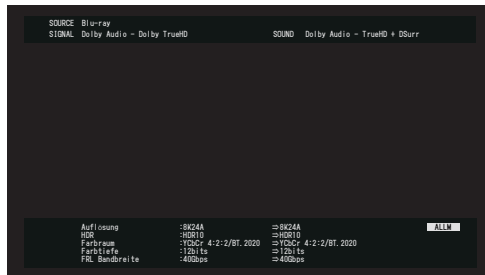 SOURCE Blu-ray
SIGNAL Dolby Audio - Dolby TrueHD SOUND Dolby Audio - TrueHD + DSurr
Auflösung :8K24A ⇒8K24A ALLM
HDR :HDR10 ⇒HDR10
Farbraum :YCbCr 4:2:2/BT.2020 ⇒YCbCr 4:2:2/BT.2020
Farbtiefe :12bits ⇒12bits
FRL Bandbreite :40Gbps ⇒40Gbps